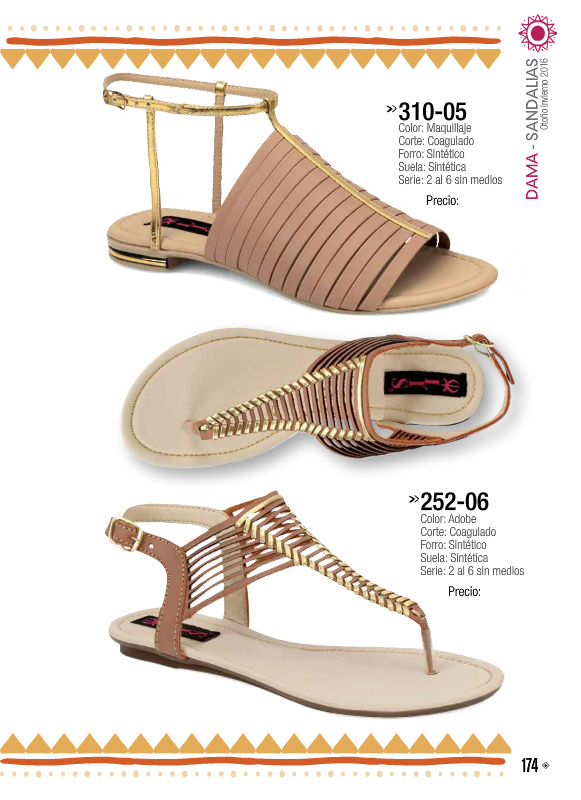 DAMA - SANDALIAS
Otoño Invierno 2016
310-05
Color: Maquillaje
Corte: Coagulado
Forro: Sintético
Suela: Sintética
Serie: 2 al 6 sin medios
Precio:
252-06
Color: Adobe
Corte: Coagulado
Forro: Sintético
Suela: Sintética
Serie: 2 al 6 sin medios
Precio:
174